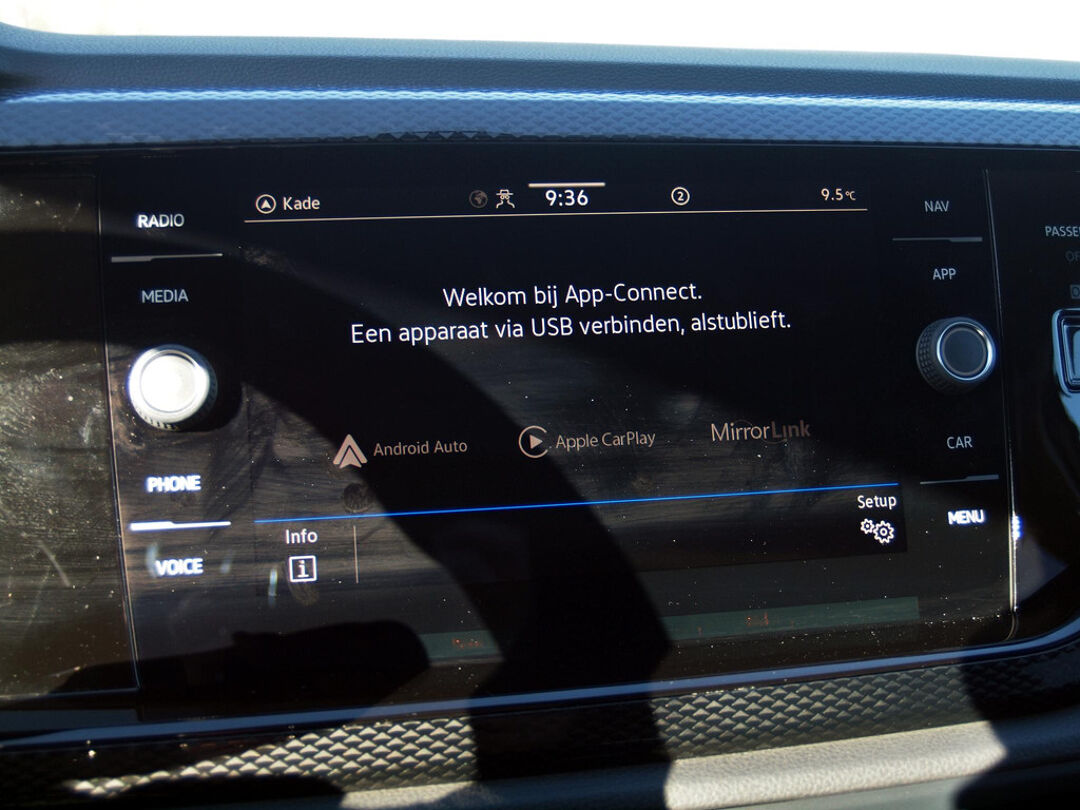 Kade
9:36
2
9.5°C
RADIO
MEDIA
PHONE
VOICE
Welkom bij App-Connect.
Een apparaat via USB verbinden, alstublieft.
Android Auto
Apple CarPlay
MirrorLink
Info
i
Setup
NAV
APP
CAR
MENU